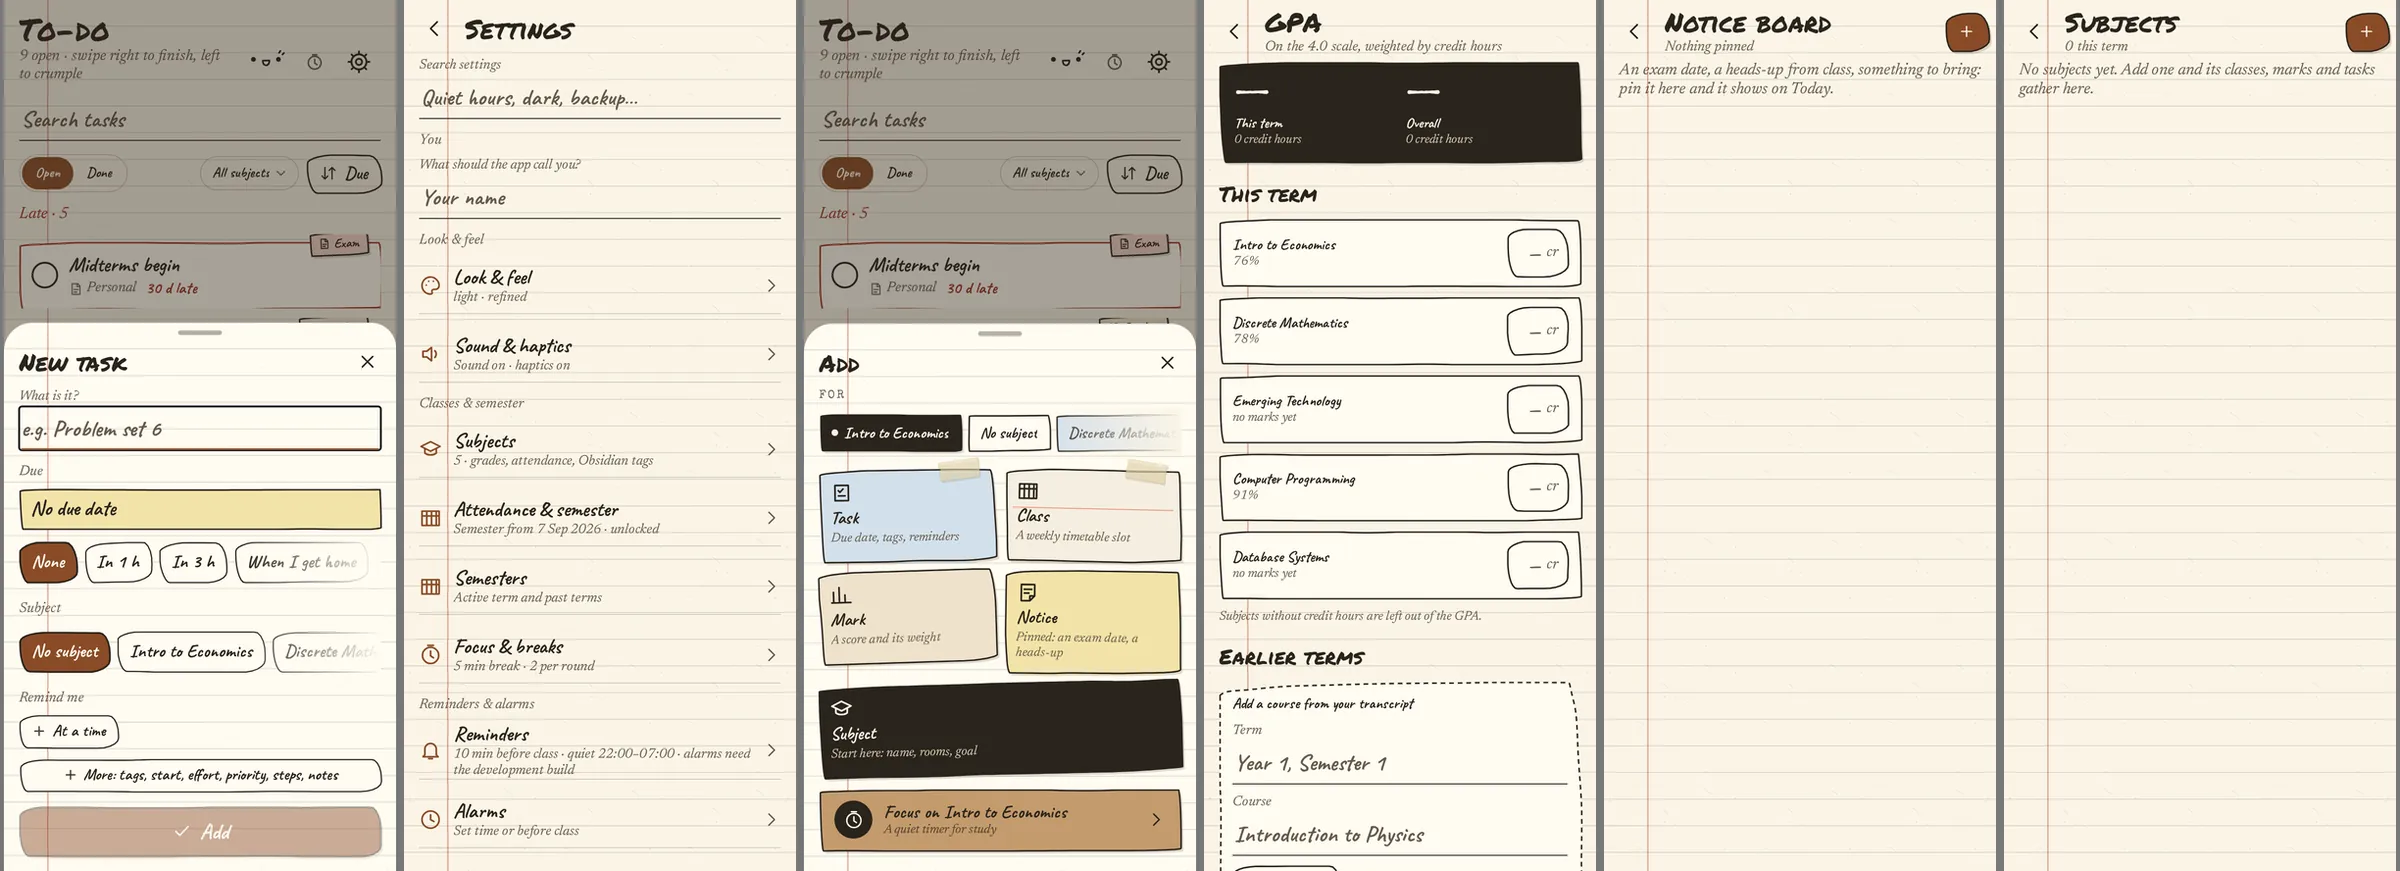 To-do
9 open · swipe right to finish, left
to crumple
Search tasks
Open
Done
All subjects
Due
Late · 5
Exam
Midterms begin
Personal
30 d late
New task
What is it?
e.g. Problem set 6
Due
No due date
None
In 1 h
In 3 h
When I get home
Subject
No subject
Intro to Economics
Discrete Math
Remind me
+ At a time
+ More: tags, start, effort, priority, steps, notes
Add
Settings
Search settings
Quiet hours, dark, backup...
You
What should the app call you?
Your name
Look & feel
Look & feel
light · refined
Sound & haptics
Sound on · haptics on
Classes & semester
Subjects
5 · grades, attendance, Obsidian tags
Attendance & semester
Semester from 7 Sep 2026 · unlocked
Semesters
Active term and past terms
Focus & breaks
5 min break · 2 per round
Reminders & alarms
Reminders
10 min before class · quiet 22:00–07:00 · alarms need
the development build
Alarms
Set time or before class
To-do
9 open · swipe right to finish, left
to crumple
Search tasks
Open
Done
All subjects
Due
Late · 5
Exam
Midterms begin
Personal
30 d late
Add
FOR
Intro to Economics
No subject
Discrete Mathema
Task
Due date, tags, reminders
Class
A weekly timetable slot
Mark
A score and its weight
Notice
Pinned: an exam date, a
heads-up
Subject
Start here: name, rooms, goal
Focus on Intro to Economics
A quiet timer for study
GPA
On the 4.0 scale, weighted by credit hours
—
This term
0 credit hours
—
Overall
0 credit hours
This term
Intro to Economics
76%
— cr
Discrete Mathematics
78%
— cr
Emerging Technology
no marks yet
— cr
Computer Programming
91%
— cr
Database Systems
no marks yet
— cr
Subjects without credit hours are left out of the GPA.
Earlier terms
Add a course from your transcript
Term
Year 1, Semester 1
Course
Introduction to Physics
Notice board
Nothing pinned
+
An exam date, a heads-up from class, something to bring:
pin it here and it shows on Today.
Subjects
0 this term
+
No subjects yet. Add one and its classes, marks and tasks
gather here.